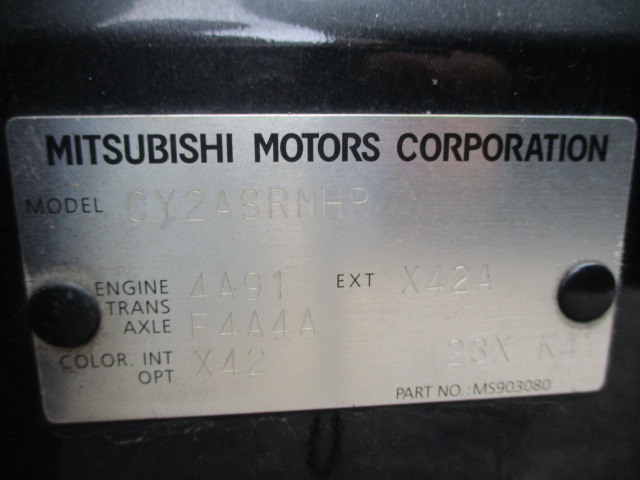 MITSUBISHI MOTORS CORPORATION
MODEL CY2ASRMHR
ENGINE 4A91 EXT X42A
TRANS
AXLE F4A4A
COLOR. INT X42 23X
OPT
PART NO.: MS903080